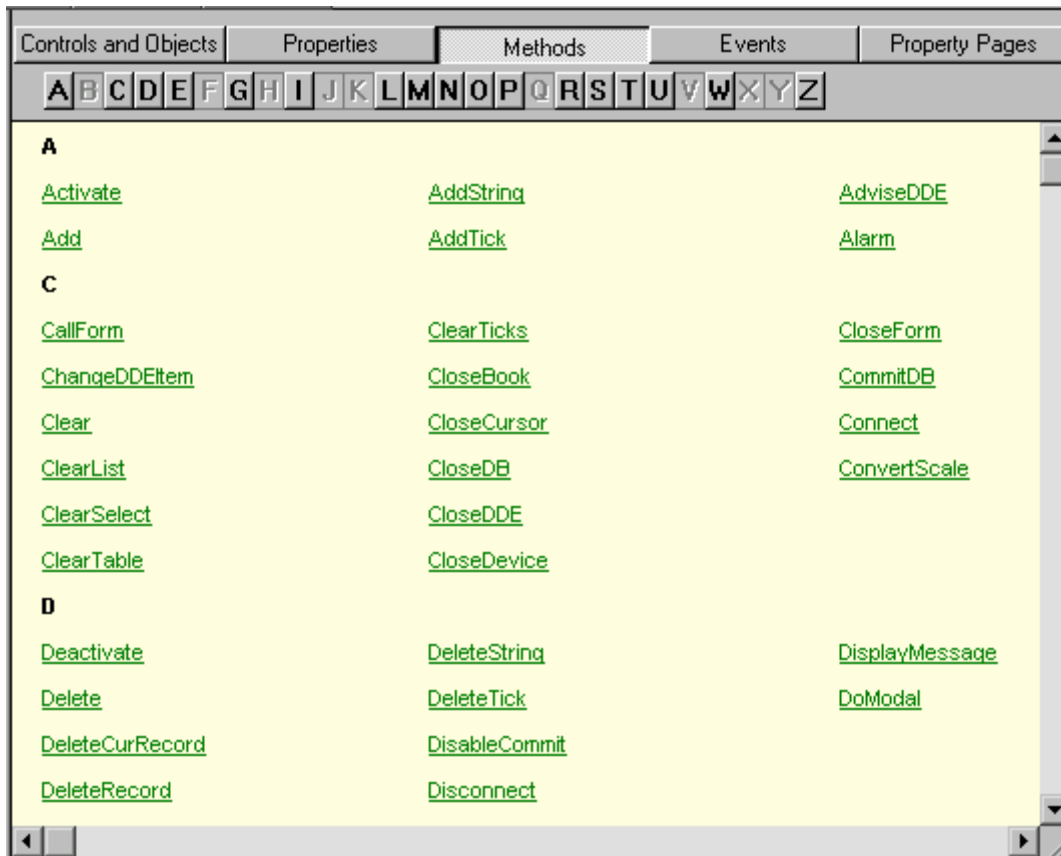 Controls and Objects Properties Methods Events Property Pages
A B C D E F G H I J K L M N O P Q R S T U V W X Y Z
A
Activate AddString AdviseDDE
Add AddTick Alarm
C
CallForm ClearTicks CloseForm
ChangeDDEItem CloseBook CommitDB
Clear CloseCursor Connect
ClearList CloseDB ConvertScale
ClearSelect CloseDDE
ClearTable CloseDevice
D
Deactivate DeleteString DisplayMessage
Delete DeleteTick DoModal
DeleteCurRecord DisableCommit
DeleteRecord Disconnect